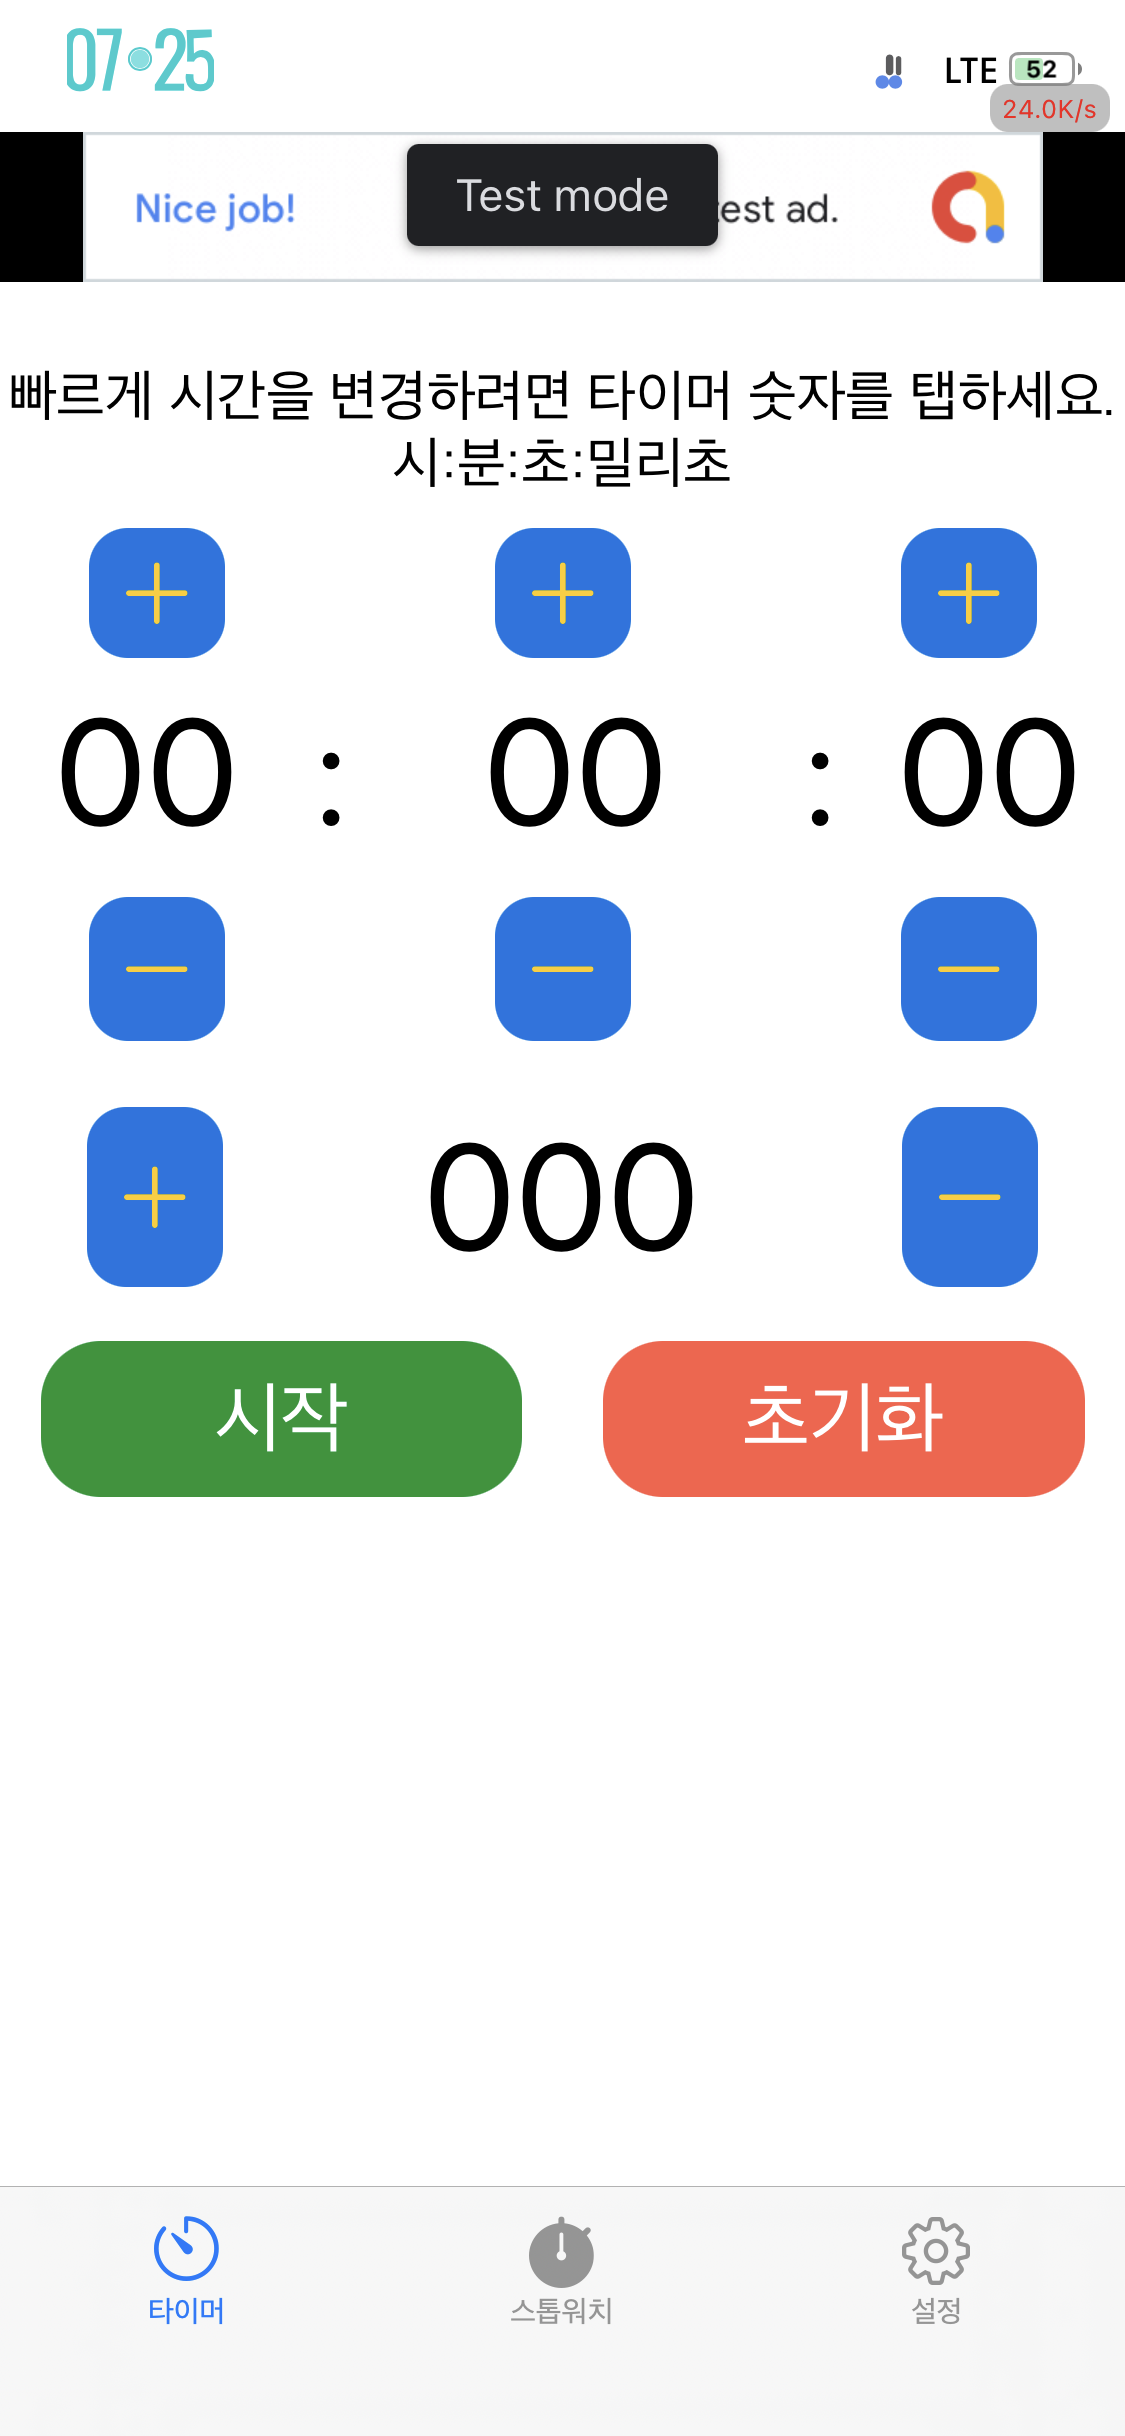 07 25
LTE 52
24.0K/s
Nice job!
Test mode
test ad.
빠르게 시간을 변경하려면 타이머 숫자를 탭하세요.
시:분:초:밀리초
+ + +
00 : 00 : 00
− − −
+ 000 −
시작 초기화
타이머 스톱워치 설정